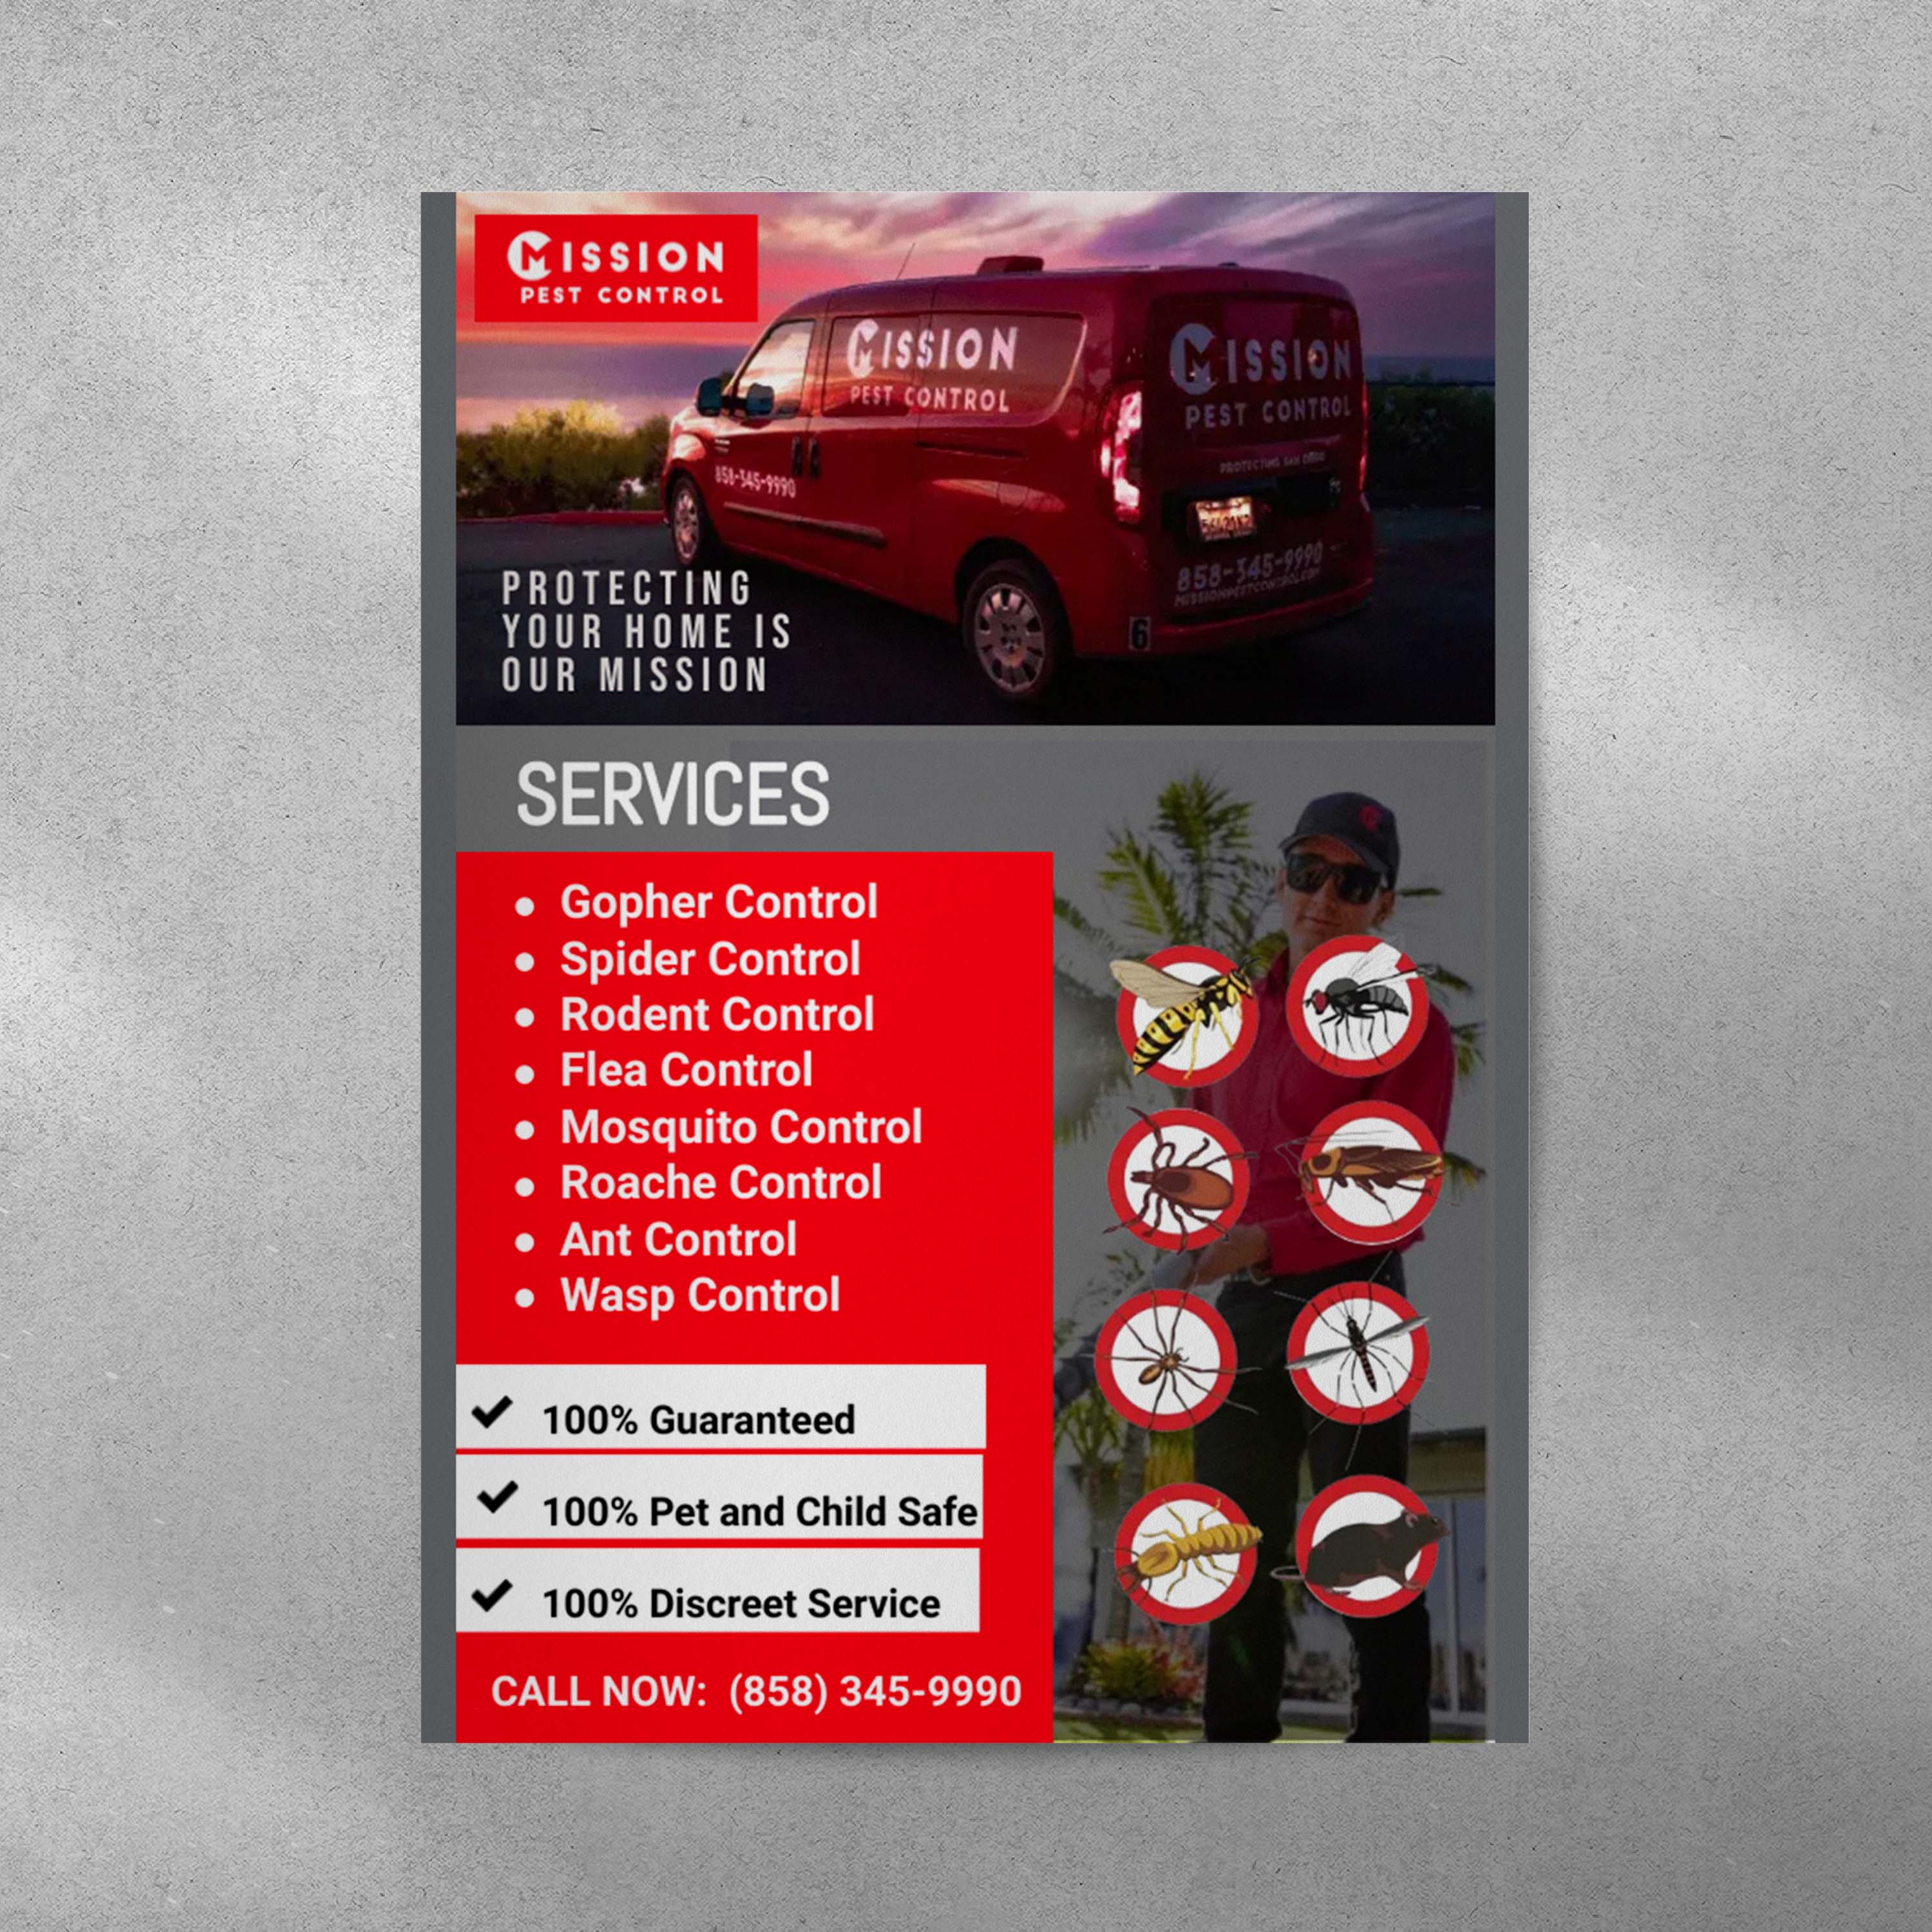 MISSION
PEST CONTROL
MISSION
PEST CONTROL
MISSION
PEST CONTROL
858-345-9990
PROTECTING SAN DIEGO
858-345-9990
MISSIONPESTCONTROL.COM
6
PROTECTING
YOUR HOME IS
OUR MISSION
SERVICES
• Gopher Control
• Spider Control
• Rodent Control
• Flea Control
• Mosquito Control
• Roache Control
• Ant Control
• Wasp Control
✔ 100% Guaranteed
✔ 100% Pet and Child Safe
✔ 100% Discreet Service
CALL NOW: (858) 345-9990